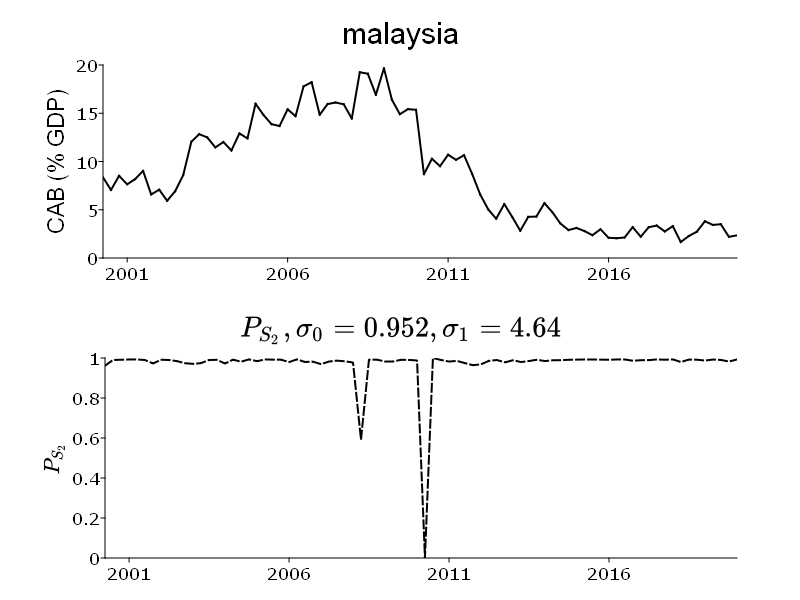 malaysia
CAB (% GDP)
20
15
10
5
0
2001 2006 2011 2016
P_{S_2}, σ_0 = 0.952, σ_1 = 4.64
P_{S_2}
1
0.8
0.6
0.4
0.2
0
2001 2006 2011 2016